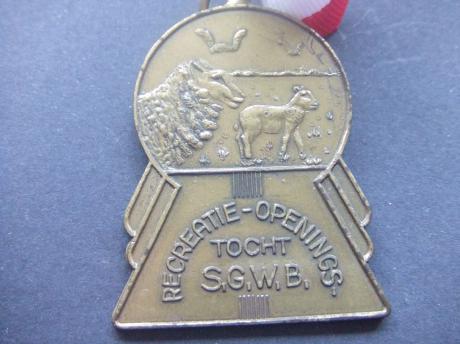 RECREATIE-OPENINGS-
TOCHT
S,G,W,B,